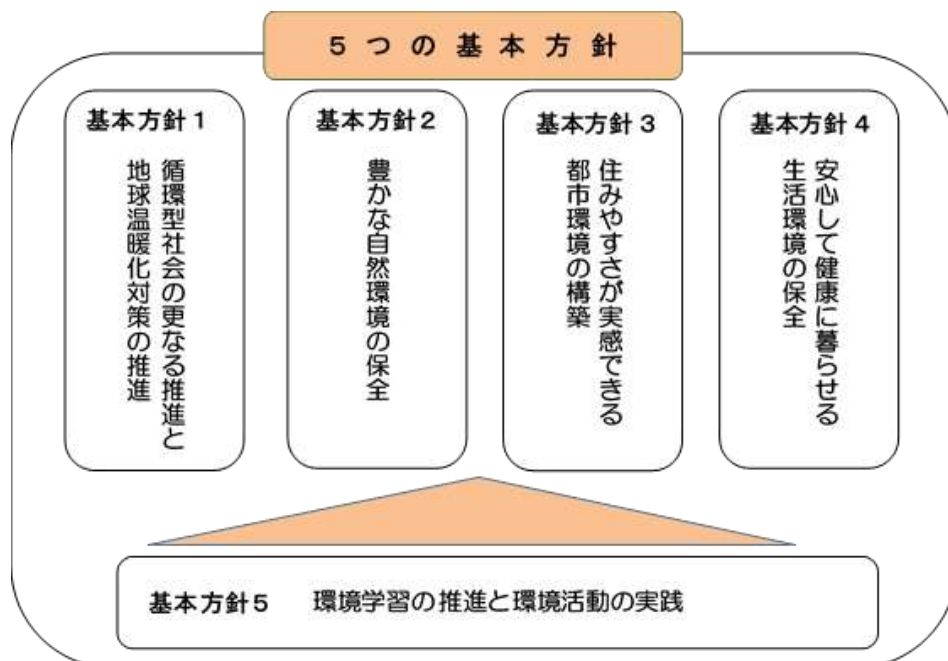 ５つの基本方針
基本方針１
循環型社会の更なる推進と
地球温暖化対策の推進
基本方針２
豊かな自然環境の保全
基本方針３
住みやすさが実感できる
都市環境の構築
基本方針４
安心して健康に暮らせる
生活環境の保全
基本方針５　環境学習の推進と環境活動の実践